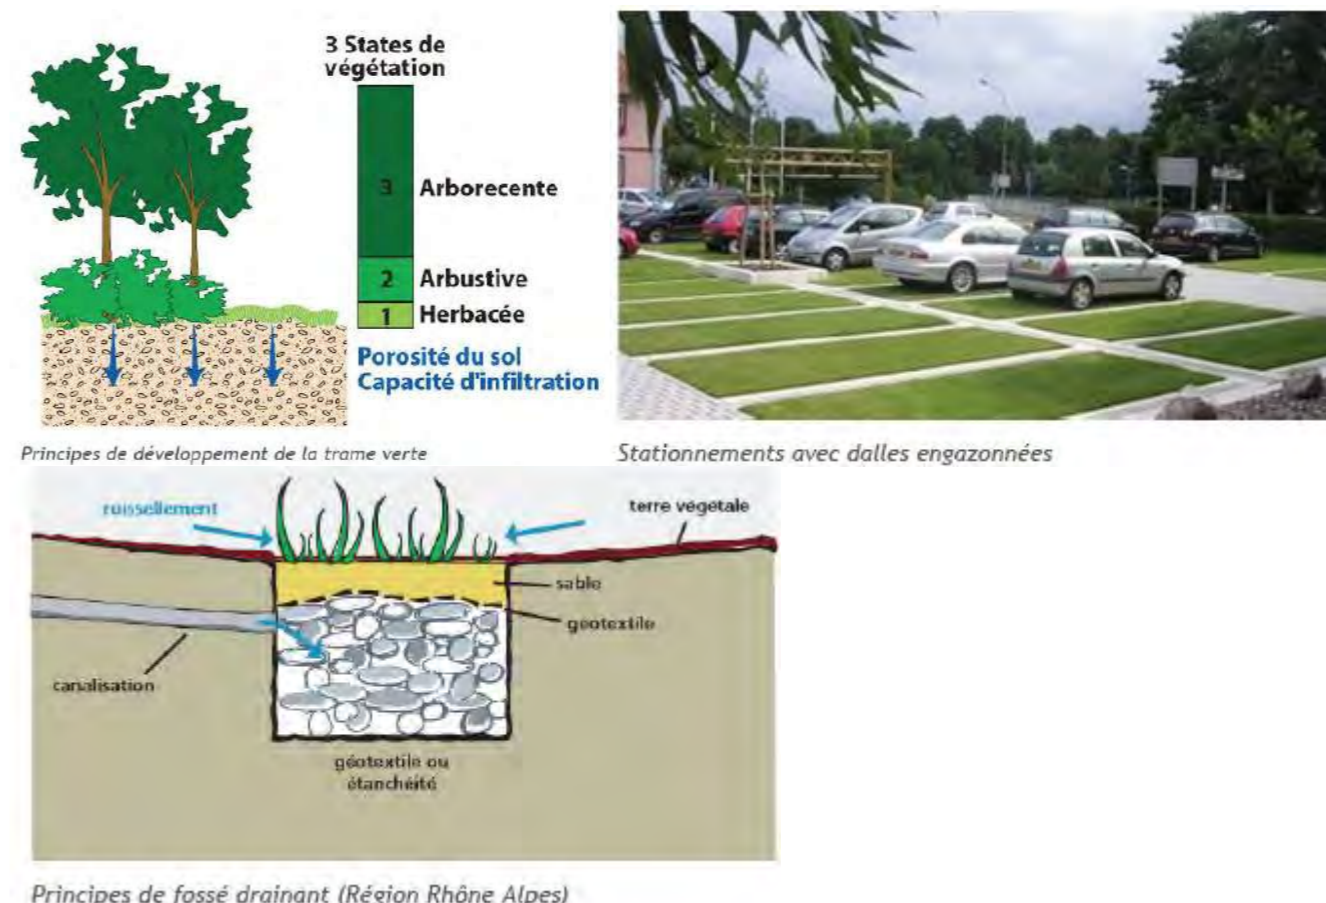 3 States de
végétation
3 Arborecente
2 Arbustive
1 Herbacée
Porosité du sol
Capacité d'infiltration
Principes de développement de la trame verte
Stationnements avec dalles engazonnées
ruissellement
terre végétale
sable
géotextile
canalisation
géotextile ou
étanchéité
Principes de fossé drainant (Région Rhône Alpes)